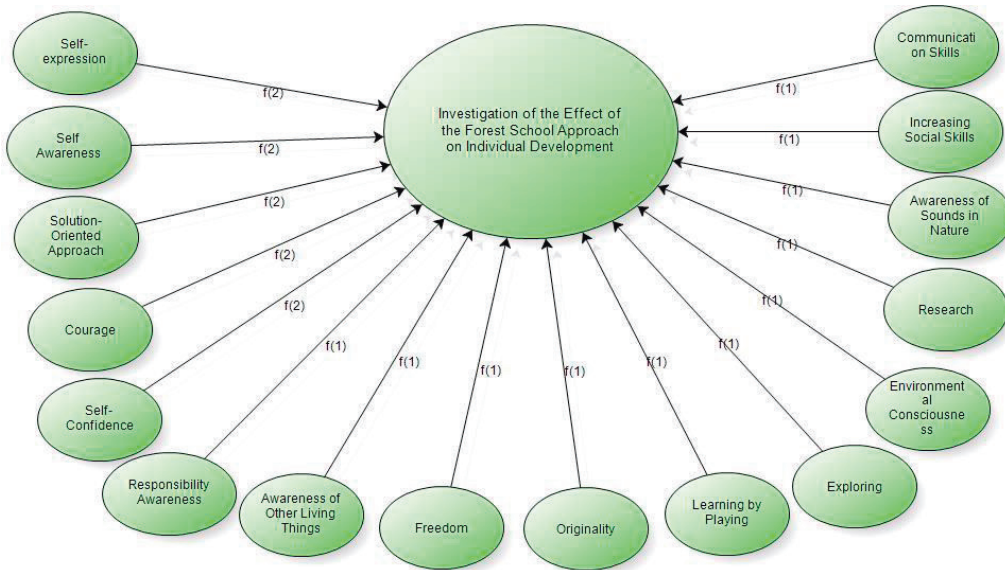 Self-
expression
f(2)
Self
Awareness
f(2)
Solution-
Oriented
Approach
f(2)
Courage
f(2)
Self-
Confidence
f(2)
Responsibility
Awareness
f(1)
Awareness of
Other Living
Things
f(1)
Freedom
f(1)
Originality
f(1)
Learning by
Playing
f(1)
Exploring
f(1)
Environment
al
Consciousne
ss
f(1)
Research
f(1)
Awareness of
Sounds in
Nature
f(1)
Increasing
Social Skills
f(1)
Communicati
on Skills
f(1)
Investigation of the Effect of
the Forest School Approach
on Individual Development